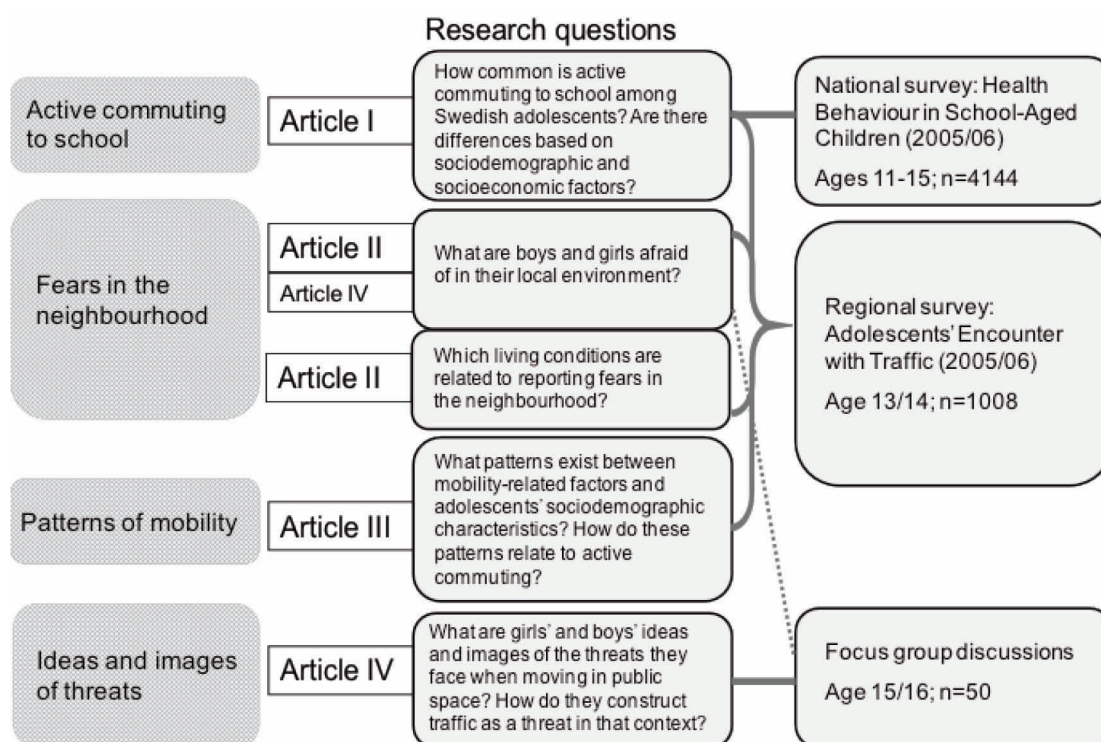 Research questions
Active commuting
to school
Article I
How common is active
commuting to school among
Swedish adolescents? Are there
differences based on
sociodemographic and
socioeconomic factors?
National survey: Health
Behaviour in School-Aged
Children (2005/06)
Ages 11-15; n=4144
Fears in the
neighbourhood
Article II
Article IV
What are boys and girls afraid
of in their local environment?
Article II
Which living conditions are
related to reporting fears in
the neighbourhood?
Regional survey:
Adolescents' Encounter
with Traffic (2005/06)
Age 13/14; n=1008
Patterns of mobility
Article III
What patterns exist between
mobility-related factors and
adolescents' sociodemographic
characteristics? How do these
patterns relate to active
commuting?
Ideas and images
of threats
Article IV
What are girls' and boys' ideas
and images of the threats they
face when moving in public
space? How do they construct
traffic as a threat in that context?
Focus group discussions
Age 15/16; n=50